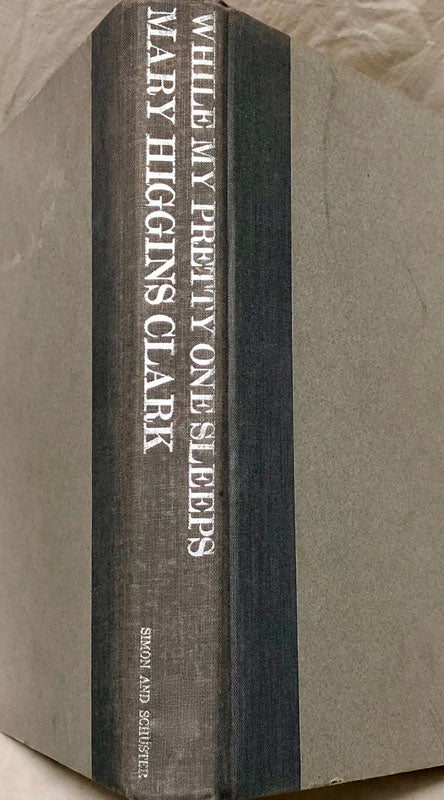 WHILE MY PRETTY ONE SLEEPS
MARY HIGGINS CLARK
SIMON AND SCHUSTER